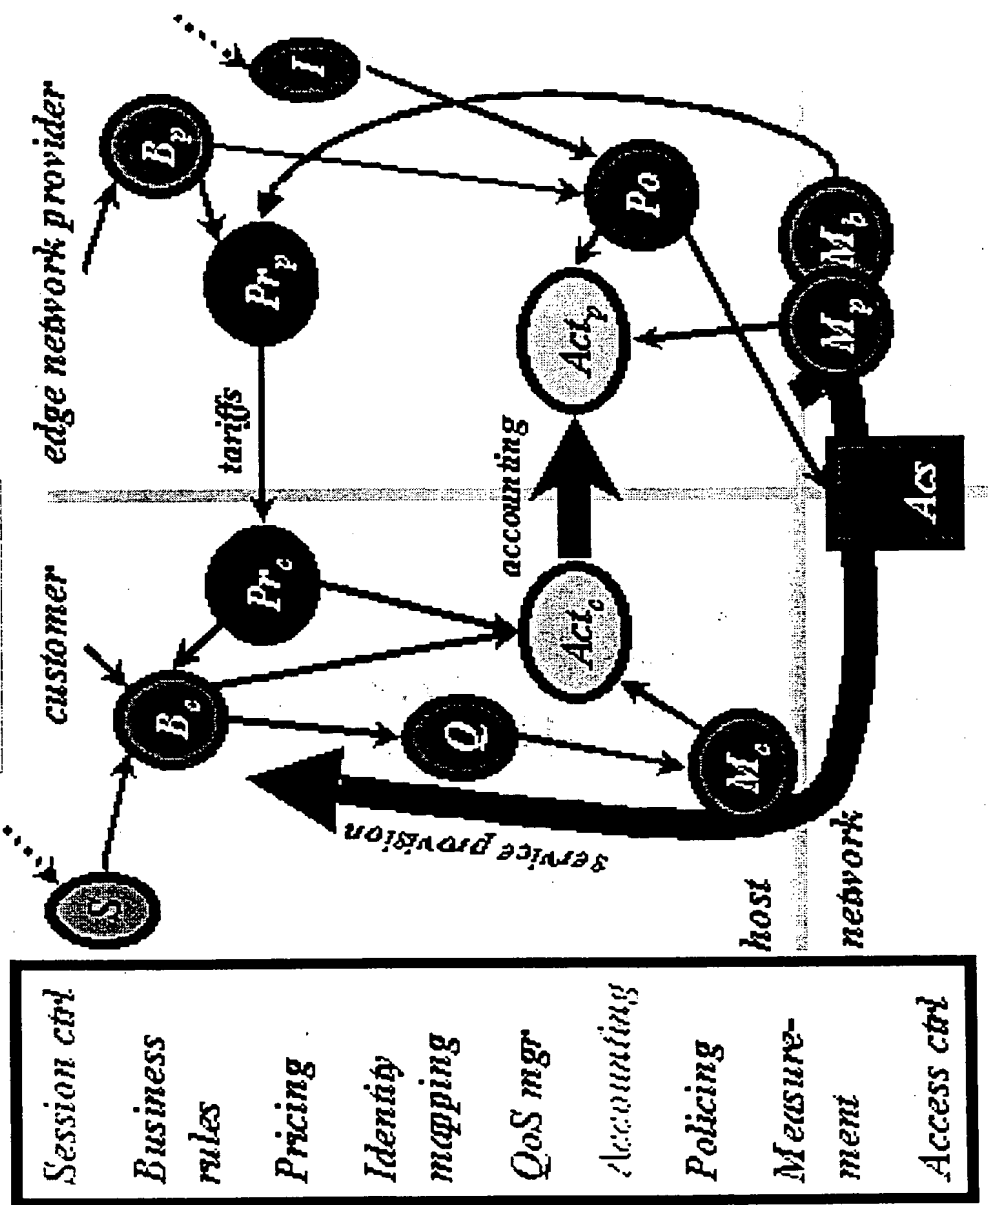 Session ctrl
Business
rules
Pricing
Identity
mapping
QoS mgr
Accounting
Policing
Measure-
ment
Access ctrl
customer
edge network provider
S
B_c
B_p
I
Pr_c
tariffs
Pr_p
Q
service provision
accounting
Act_c
Act_p
Po
M_c
M_p
M_b
host
network
Acs